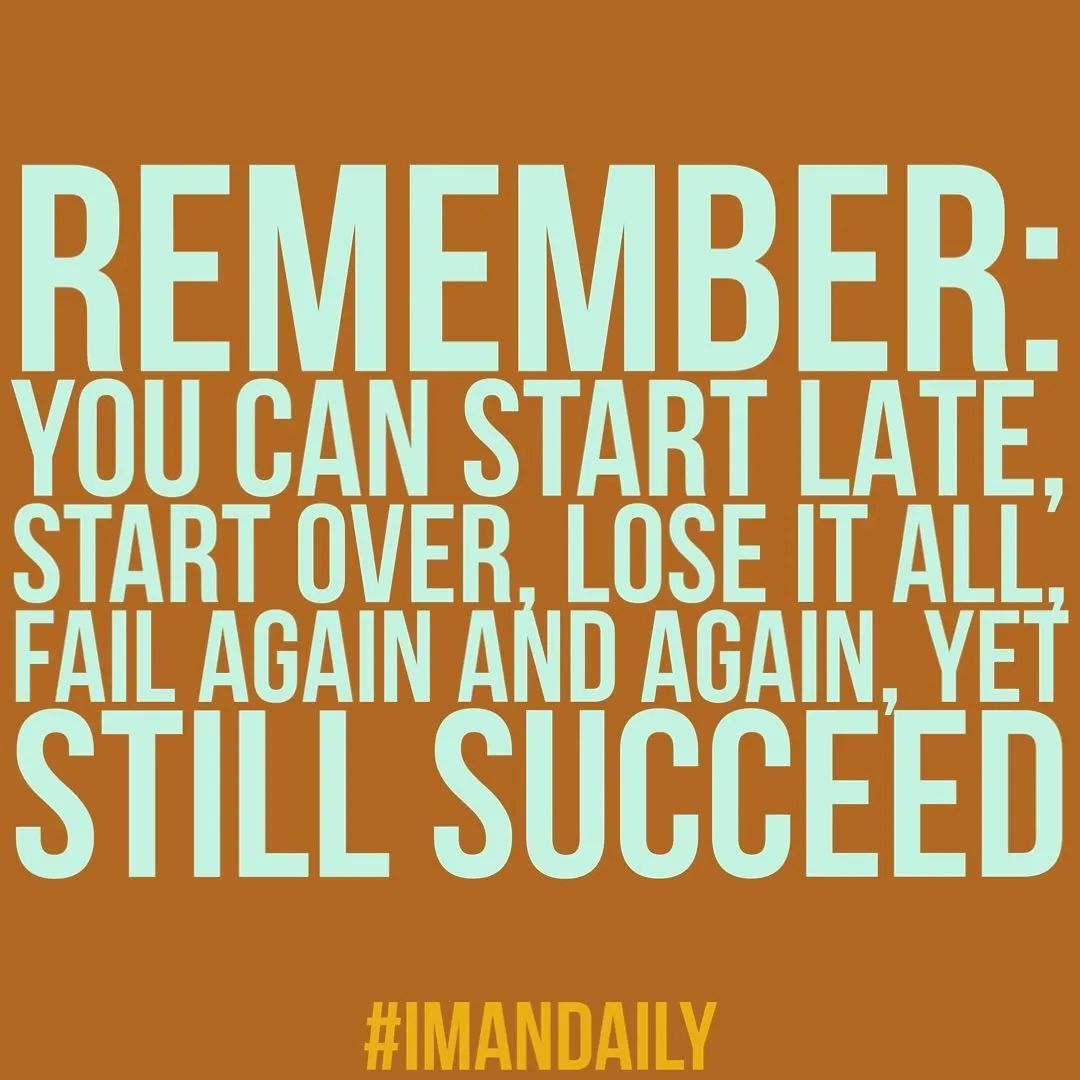 REMEMBER:
YOU CAN START LATE,
START OVER, LOSE IT ALL,
FAIL AGAIN AND AGAIN, YET
STILL SUCCEED
#IMANDAILY